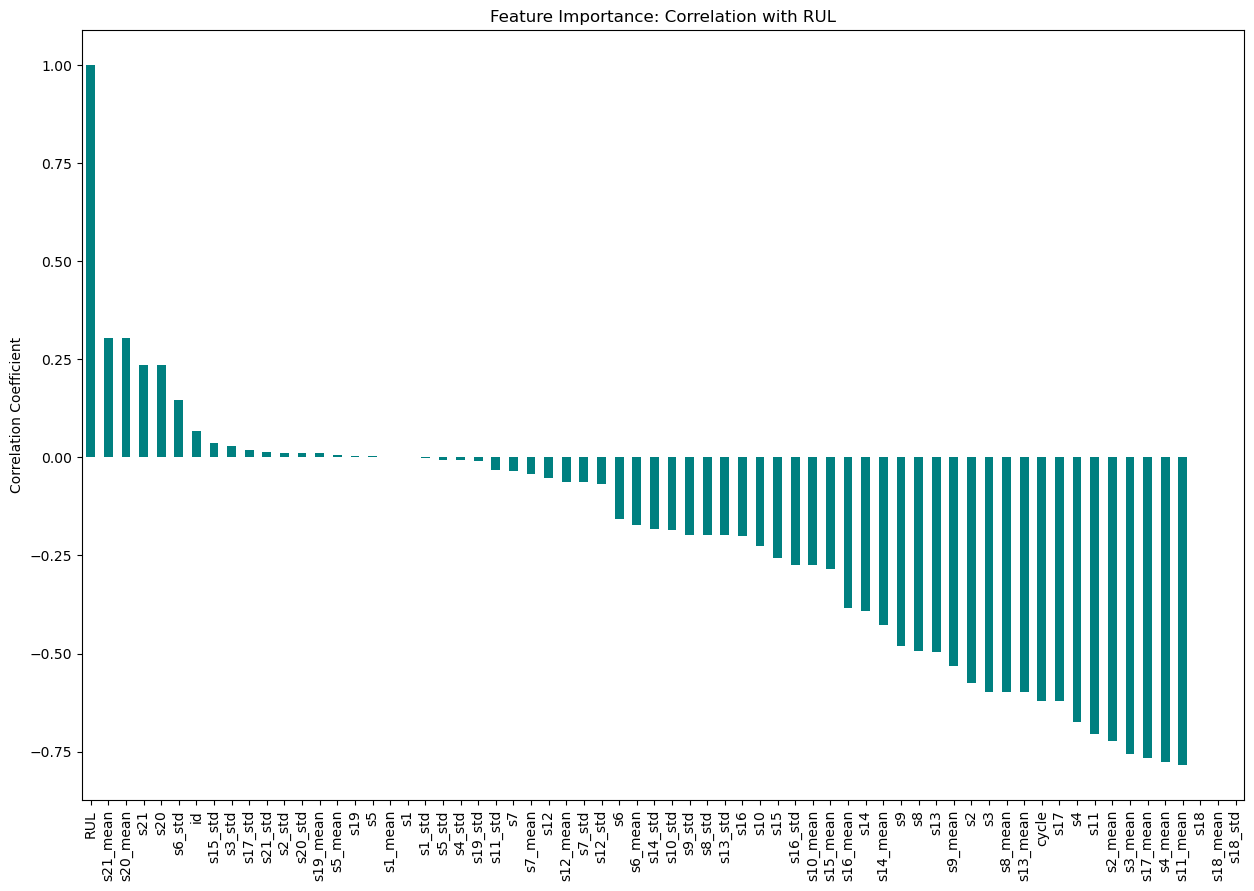 Feature Importance: Correlation with RUL
Correlation Coefficient
1.00
0.75
0.50
0.25
0.00
−0.25
−0.50
−0.75
RUL
s21_mean
s20_mean
s21
s20
s6_std
id
s15_std
s3_std
s17_std
s21_std
s2_std
s20_std
s19_mean
s5_mean
s19
s5
s1_mean
s1
s1_std
s5_std
s4_std
s19_std
s11_std
s7
s7_mean
s12
s12_mean
s7_std
s12_std
s6
s6_mean
s14_std
s10_std
s9_std
s8_std
s13_std
s16
s10
s15
s16_std
s10_mean
s15_mean
s16_mean
s14
s14_mean
s9
s8
s13
s9_mean
s2
s3
s8_mean
s13_mean
cycle
s17
s4
s11
s2_mean
s3_mean
s17_mean
s4_mean
s11_mean
s18
s18_mean
s18_std